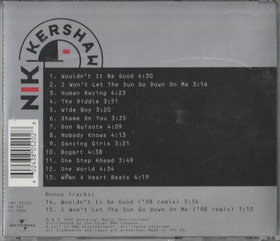 NIK KERSHAW
1. Wouldn't It Be Good 4:30
2. I Won't Let The Sun Go Down On Me 3:16
3. Human Racing 4:23
4. The Riddle 3:51
5. Wide Boy 3:20
6. Shame On You 3:35
7. Don Quixote 4:09
8. Nobody Knows 4:13
9. Dancing Girls 3:21
10. Bogart 4:38
11. One Step Ahead 3:49
12. One World 4:34
13. When A Heart Beats 4:19
Bonus tracks:
14. Wouldn't It Be Good ('98 remix) 3:34
15. I Won't Let The Sun Go Down On Me ('98 remix) 3:50
UNIVERSAL